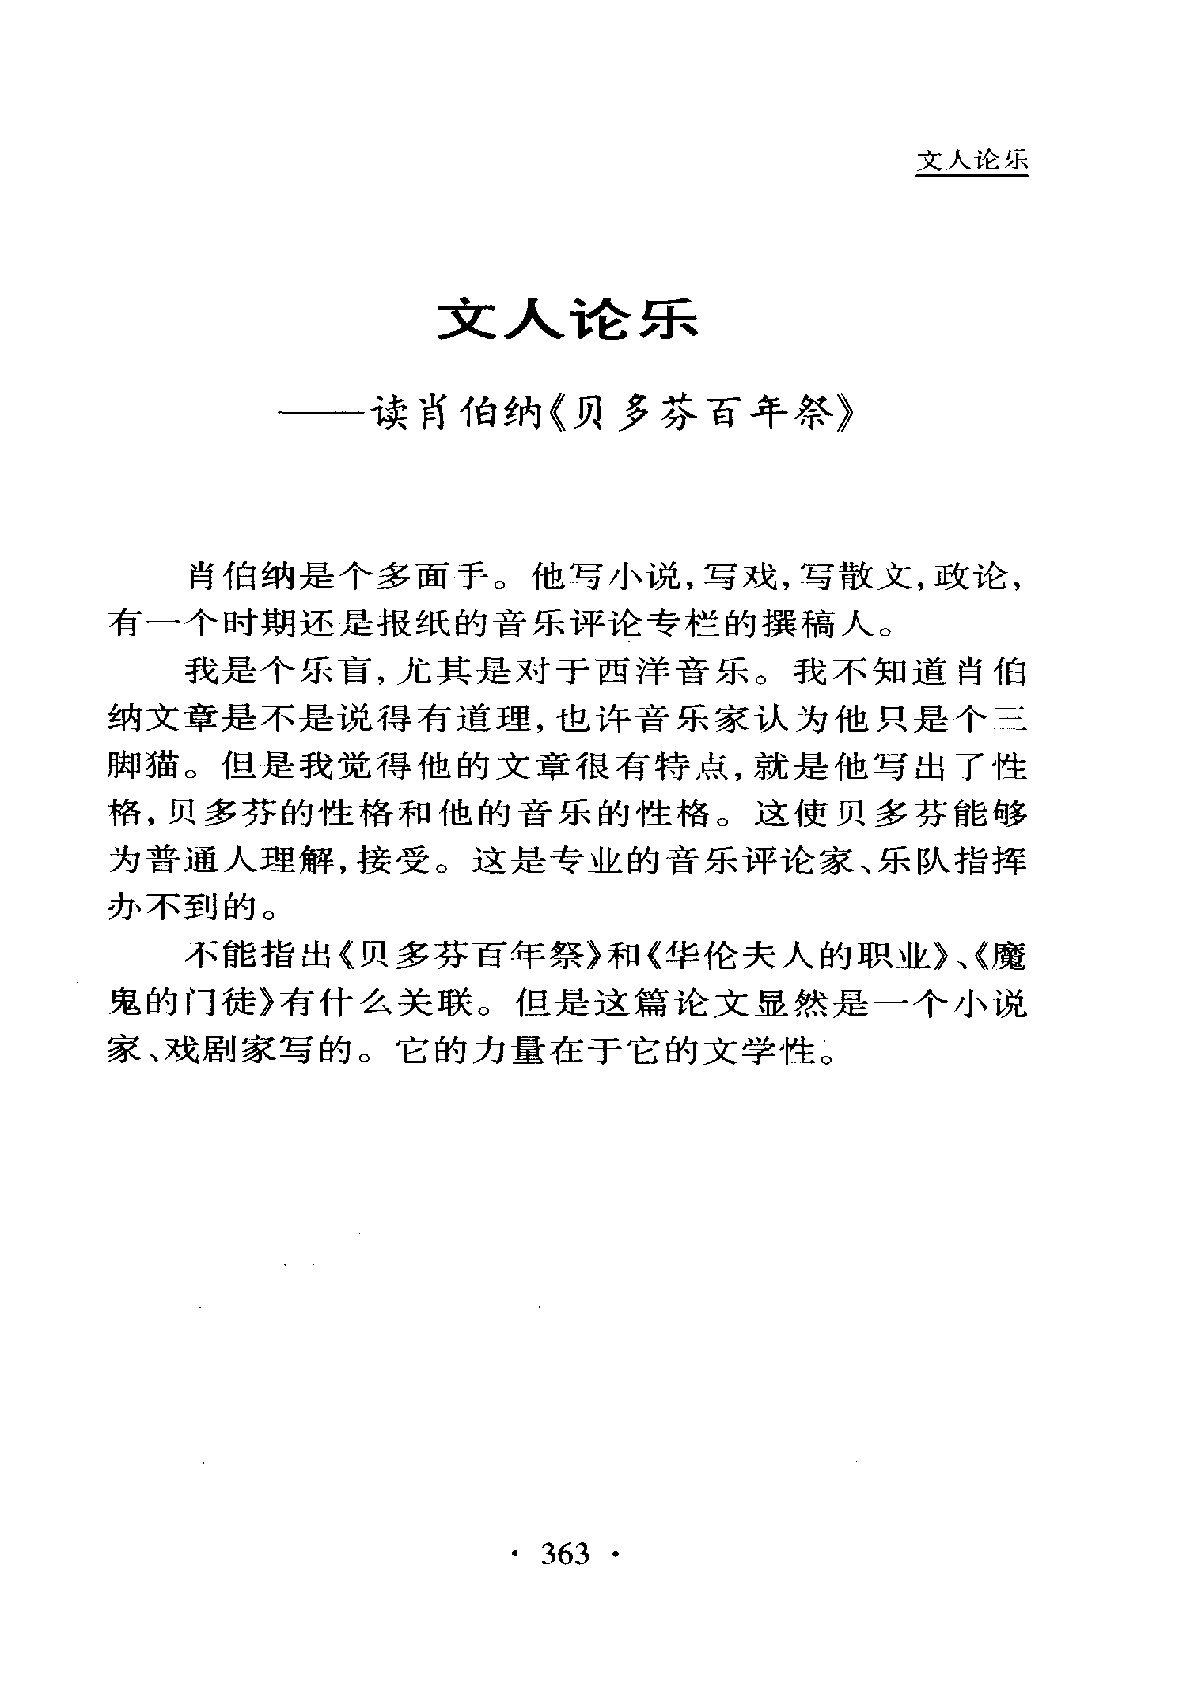 文人论乐
文人论乐
——读肖伯纳《贝多芬百年祭》
肖伯纳是个多面手。他写小说,写戏,写散文,政论,
有一个时期还是报纸的音乐评论专栏的撰稿人。
我是个乐盲,尤其是对于西洋音乐。我不知道肖伯
纳文章是不是说得有道理,也许音乐家认为他只是个三
脚猫。但是我觉得他的文章很有特点,就是他写出了性
格,贝多芬的性格和他的音乐的性格。这使贝多芬能够
为普通人理解,接受。这是专业的音乐评论家、乐队指挥
办不到的。
不能指出《贝多芬百年祭》和《华伦夫人的职业》、《魔
鬼的门徒》有什么关联。但是这篇论文显然是一个小说
家、戏剧家写的。它的力量在于它的文学性。
· 363 ·